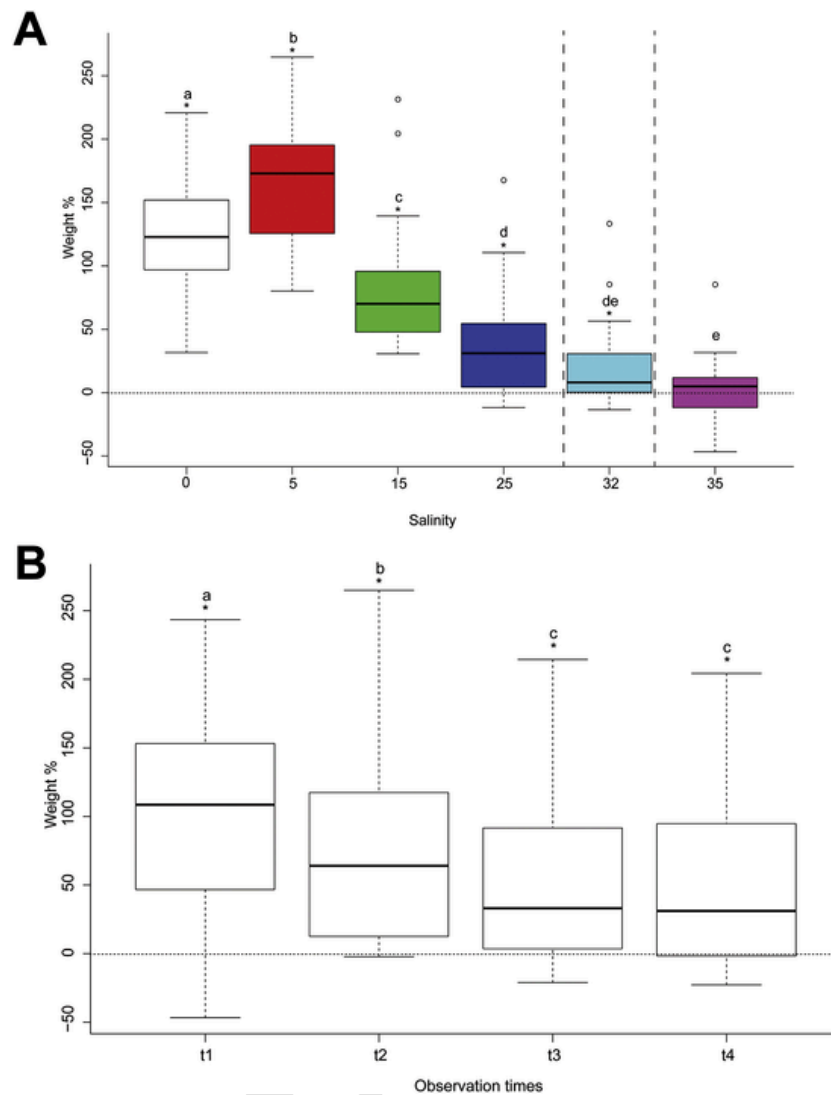 A
a
*
b
*
c
*
d
*
de
*
e
Weight %
250
200
150
100
50
0
−50
0 5 15 25 32 35
Salinity
B
a
*
b
*
c
*
c
*
Weight %
250
200
150
100
50
0
−50
t1 t2 t3 t4
Observation times